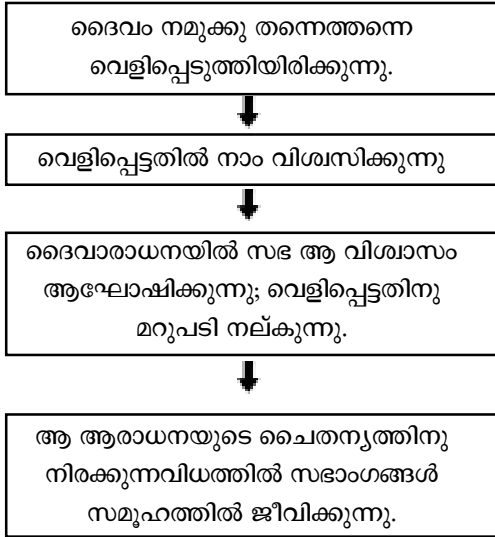 ദൈവം നമുക്കു തന്നെത്തന്നെ
വെളിപ്പെടുത്തിയിരിക്കുന്നു.
വെളിപ്പെട്ടതിൽ നാം വിശ്വസിക്കുന്നു
ദൈവാരാധനയിൽ സഭ ആ വിശ്വാസം
ആഘോഷിക്കുന്നു; വെളിപ്പെട്ടതിനു
മറുപടി നല്കുന്നു.
ആ ആരാധനയുടെ ചൈതന്യത്തിനു
നിരക്കുന്നവിധത്തിൽ സഭാംഗങ്ങൾ
സമൂഹത്തിൽ ജീവിക്കുന്നു.